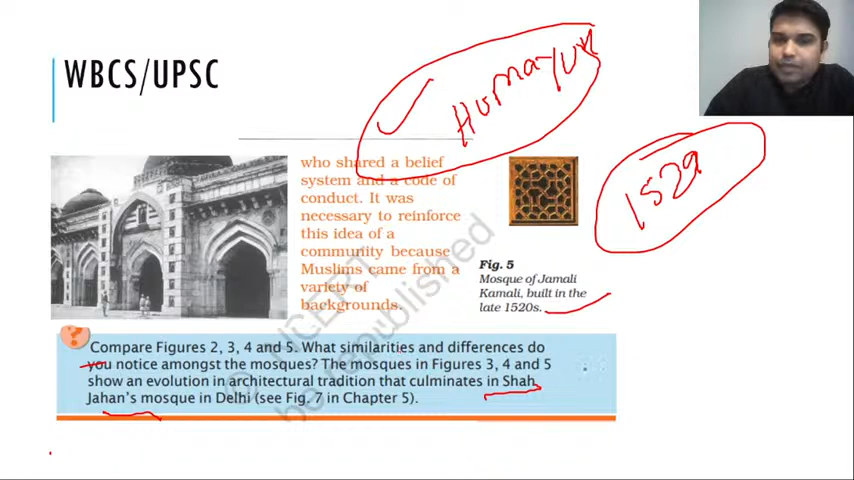 WBCS/UPSC
Humayun
1529
who shared a belief
system and a code of
conduct. It was
necessary to reinforce
this idea of a
community because
Muslims came from a
variety of
backgrounds.
Fig. 5
Mosque of Jamali
Kamali, built in the
late 1520s.
?
Compare Figures 2, 3, 4 and 5. What similarities and differences do
you notice amongst the mosques? The mosques in Figures 3, 4 and 5
show an evolution in architectural tradition that culminates in Shah
Jahan's mosque in Delhi (see Fig. 7 in Chapter 5).
© NCERT
be republished